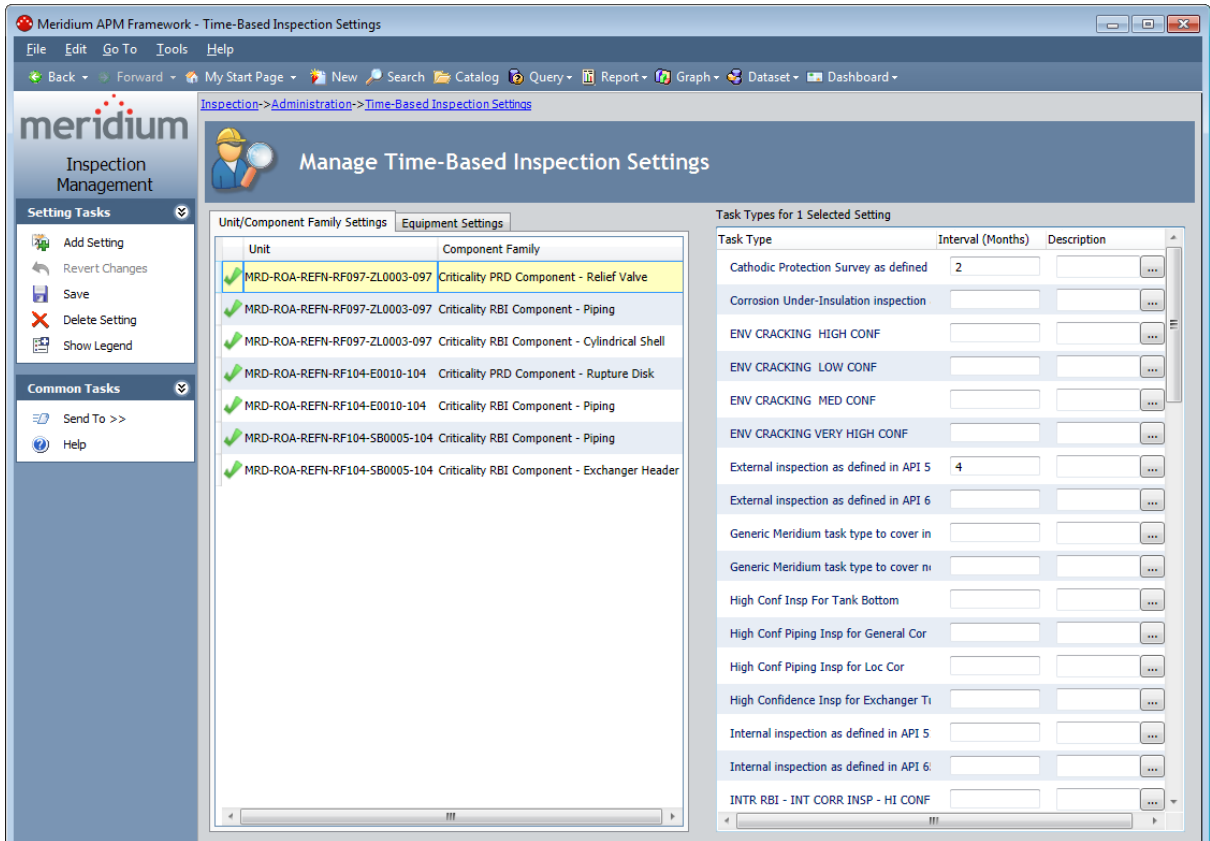 Meridium APM Framework - Time-Based Inspection Settings
File Edit Go To Tools Help
Back Forward My Start Page New Search Catalog Query Report Graph Dataset Dashboard
meridium
Inspection
Management
Setting Tasks
Add Setting
Revert Changes
Save
Delete Setting
Show Legend
Common Tasks
Send To >>
Help
Inspection->Administration->Time-Based Inspection Settings
Manage Time-Based Inspection Settings
Unit/Component Family Settings Equipment Settings
Unit Component Family
MRD-ROA-REFN-RF097-ZL0003-097 Criticality PRD Component - Relief Valve
MRD-ROA-REFN-RF097-ZL0003-097 Criticality RBI Component - Piping
MRD-ROA-REFN-RF097-ZL0003-097 Criticality RBI Component - Cylindrical Shell
MRD-ROA-REFN-RF104-E0010-104 Criticality PRD Component - Rupture Disk
MRD-ROA-REFN-RF104-E0010-104 Criticality RBI Component - Piping
MRD-ROA-REFN-RF104-SB0005-104 Criticality RBI Component - Piping
MRD-ROA-REFN-RF104-SB0005-104 Criticality RBI Component - Exchanger Header
Task Types for 1 Selected Setting
Task Type Interval (Months) Description
Cathodic Protection Survey as defined 2 ...
Corrosion Under-Insulation inspection ...
ENV CRACKING HIGH CONF ...
ENV CRACKING LOW CONF ...
ENV CRACKING MED CONF ...
ENV CRACKING VERY HIGH CONF ...
External inspection as defined in API 5 4 ...
External inspection as defined in API 6 ...
Generic Meridium task type to cover in ...
Generic Meridium task type to cover ...
High Conf Insp For Tank Bottom ...
High Conf Piping Insp for General Cor ...
High Conf Piping Insp for Loc Cor ...
High Confidence Insp for Exchanger ...
Internal inspection as defined in API 5 ...
Internal inspection as defined in API 6 ...
INTR RBI - INT CORR INSP - HI CONF ...